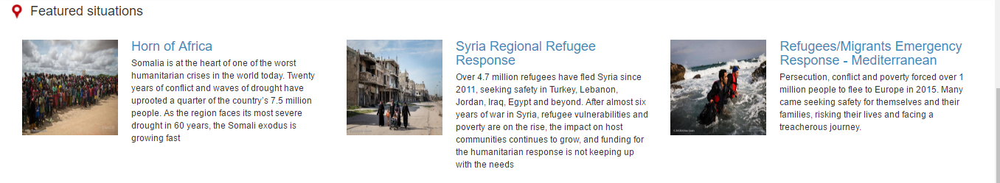 Featured situations
Horn of Africa
Somalia is at the heart of one of the worst
humanitarian crises in the world today. Twenty
years of conflict and waves of drought have
uprooted a quarter of the country's 7.5 million
people. As the region faces its most severe
drought in 60 years, the Somali exodus is
growing fast
Syria Regional Refugee
Response
Over 4.7 million refugees have fled Syria since
2011, seeking safety in Turkey, Lebanon,
Jordan, Iraq, Egypt and beyond. After almost six
years of war in Syria, refugee vulnerabilities and
poverty are on the rise, the impact on host
communities continues to grow, and funding for
the humanitarian response is not keeping up
with the needs
Refugees/Migrants Emergency
Response - Mediterranean
Persecution, conflict and poverty forced over 1
million people to flee to Europe in 2015. Many
came seeking safety for themselves and their
families, risking their lives and facing a
treacherous journey.